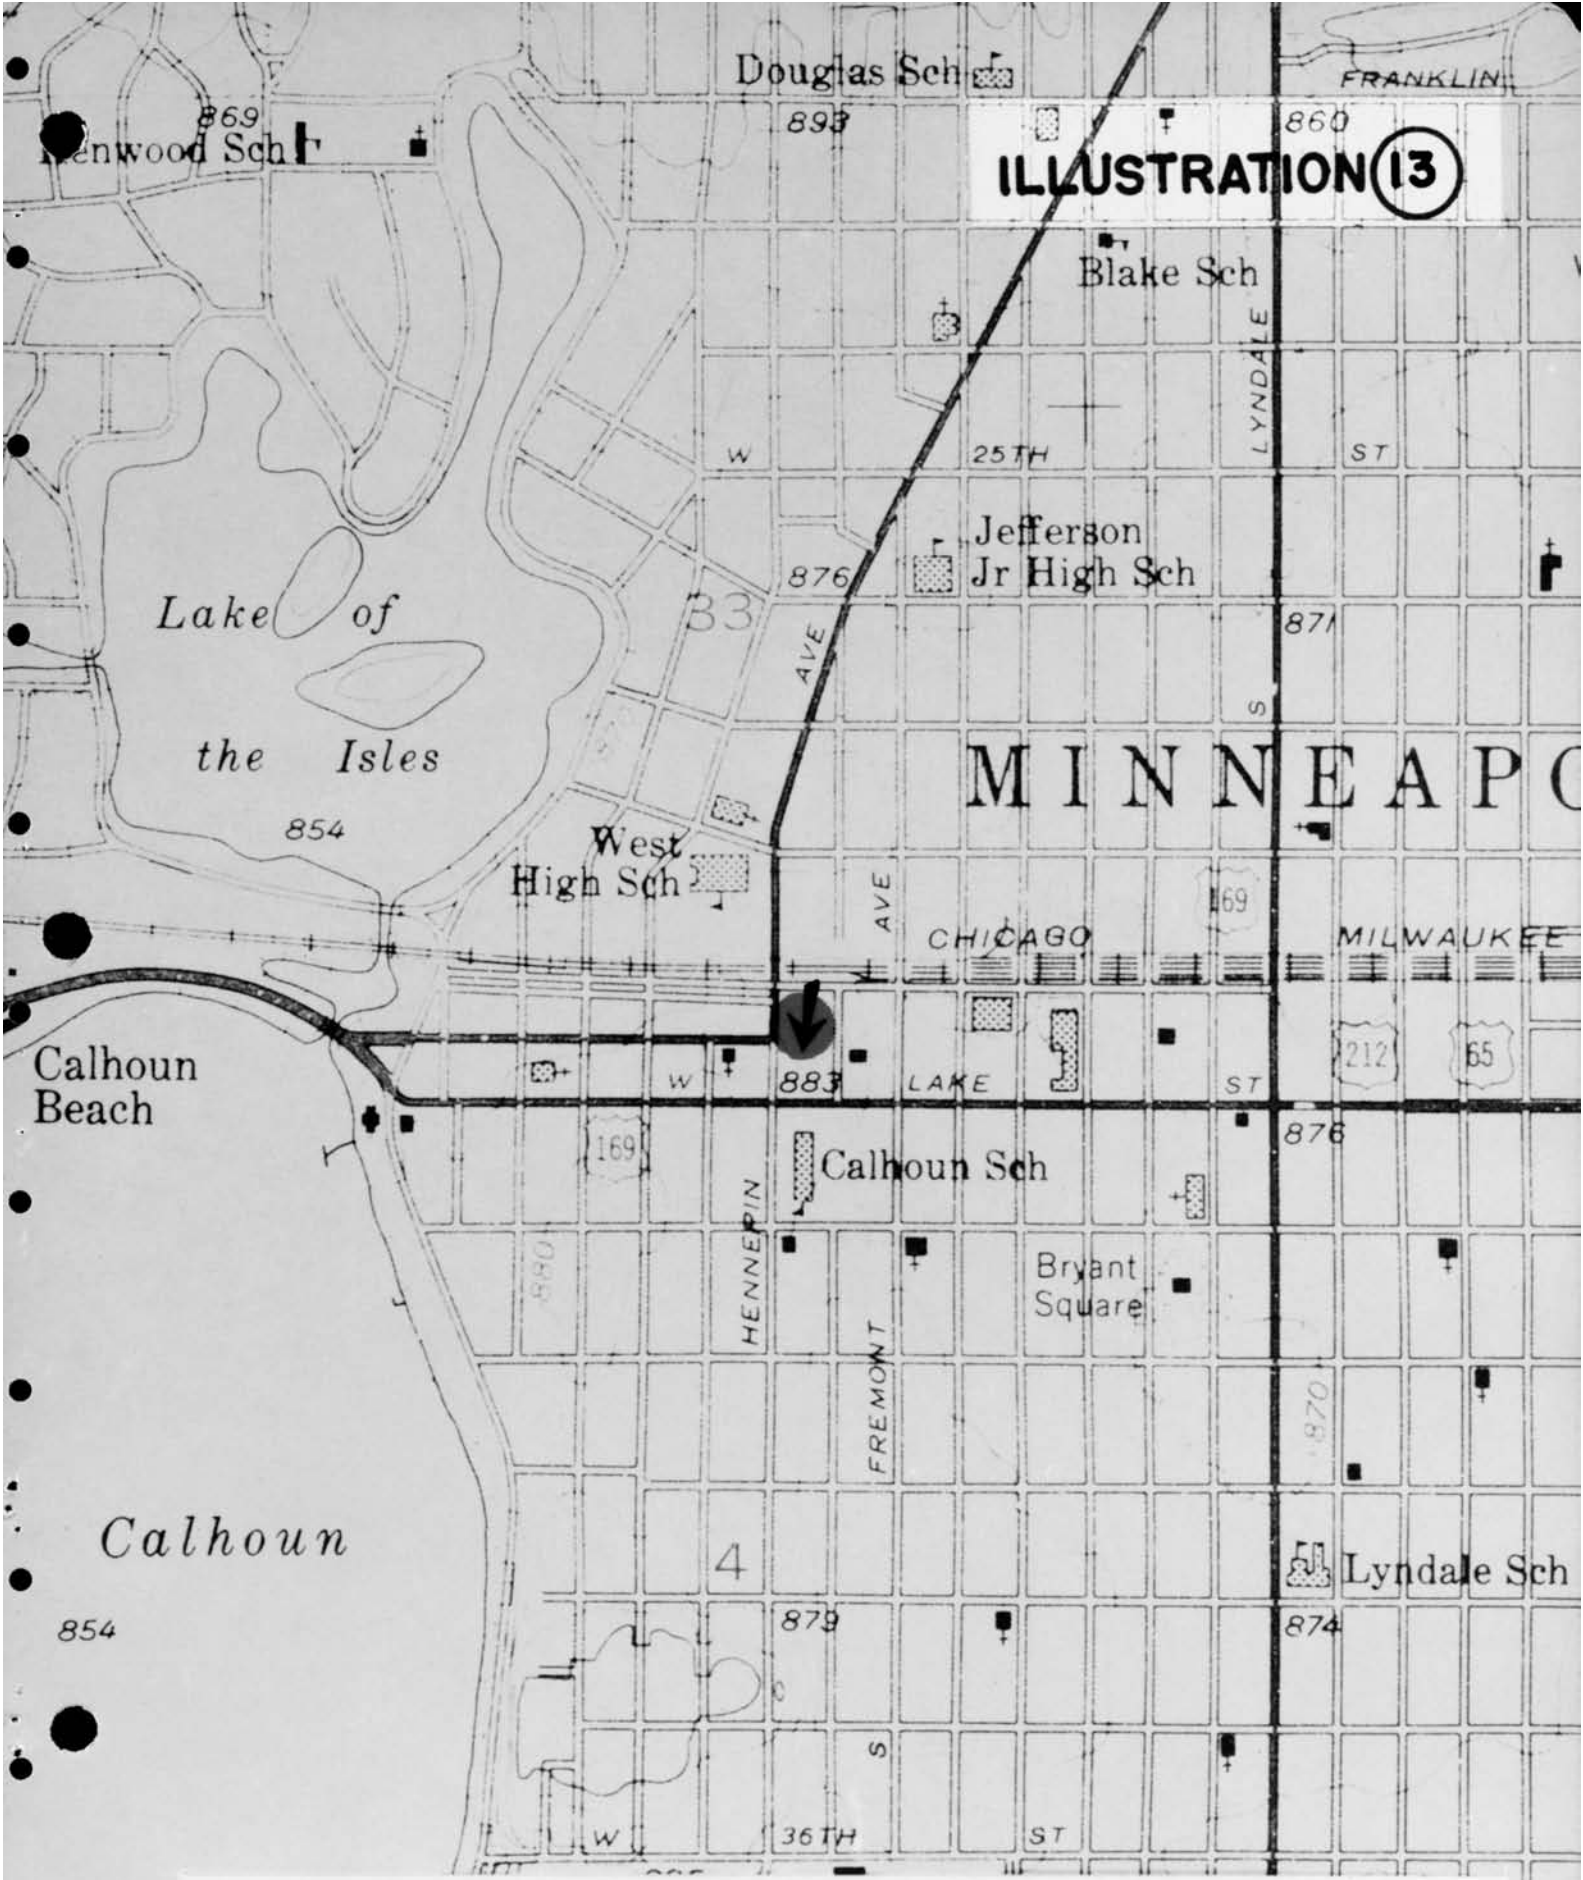 Douglas Sch
FRANKLIN
869
893
860
enwood Sch
ILLUSTRATION 13
Blake Sch
LYNDALE
W 25TH ST
Jefferson
876
Jr High Sch
33
Lake of
871
AVE
S
the Isles
MINNEAPO
854
West
High Sch
AVE
169
CHICAGO MILWAUKEE
Calhoun
Beach
212
65
W 883 LAKE ST
876
169
Calhoun Sch
HENNEPIN
880
Bryant
Square
FREMONT
870
Calhoun
4
Lyndale Sch
854
879
874
S
W 36TH ST